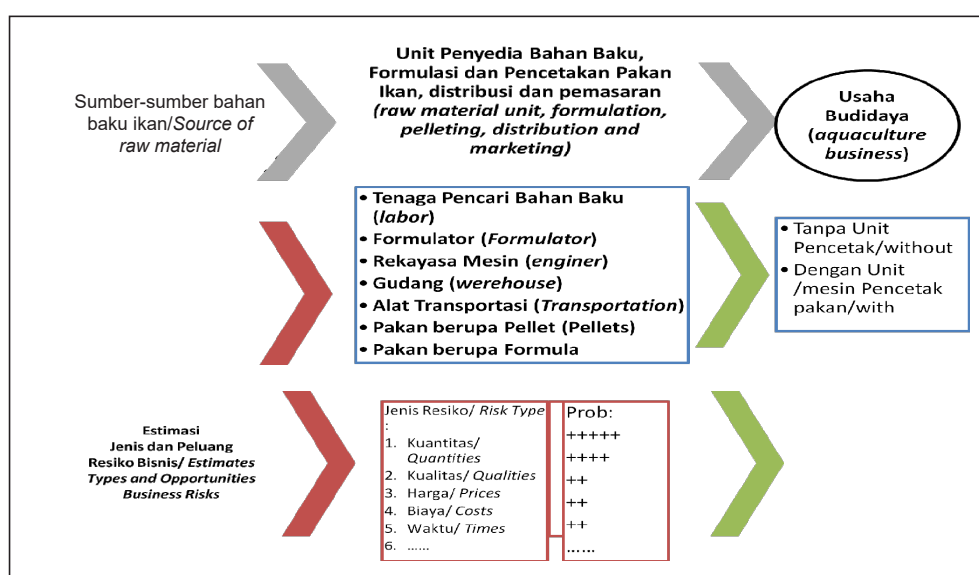 Sumber-sumber bahan
baku ikan/Source of
raw material
Unit Penyedia Bahan Baku,
Formulasi dan Pencetakan Pakan
Ikan, distribusi dan pemasaran
(raw material unit, formulation,
pelleting, distribution and
marketing)
Usaha
Budidaya
(aquaculture
business)
• Tenaga Pencari Bahan Baku
(labor)
• Formulator (Formulator)
• Rekayasa Mesin (enginer)
• Gudang (werehouse)
• Alat Transportasi (Transportation)
• Pakan berupa Pellet (Pellets)
• Pakan berupa Formula
• Tanpa Unit
Pencetak/without
• Dengan Unit
/mesin Pencetak
pakan/with
Estimasi
Jenis dan Peluang
Resiko Bisnis/ Estimates
Types and Opportunities
Business Risks
Jenis Resiko/ Risk Type
:
1. Kuantitas/
Quantities
2. Kualitas/ Qualities
3. Harga/ Prices
4. Biaya/ Costs
5. Waktu/ Times
6. ......
Prob:
+++++
++++
++
++
++
......